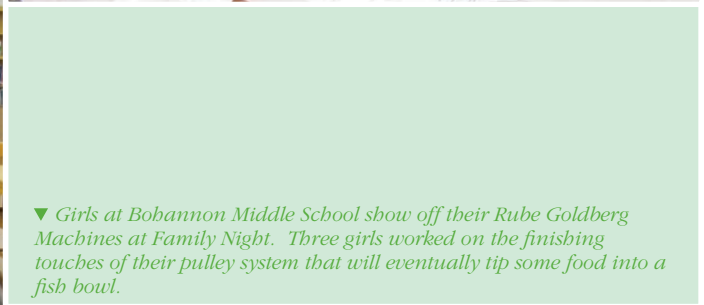 ▼ Girls at Bohannon Middle School show off their Rube Goldberg
Machines at Family Night.  Three girls worked on the finishing
touches of their pulley system that will eventually tip some food into a
fish bowl.